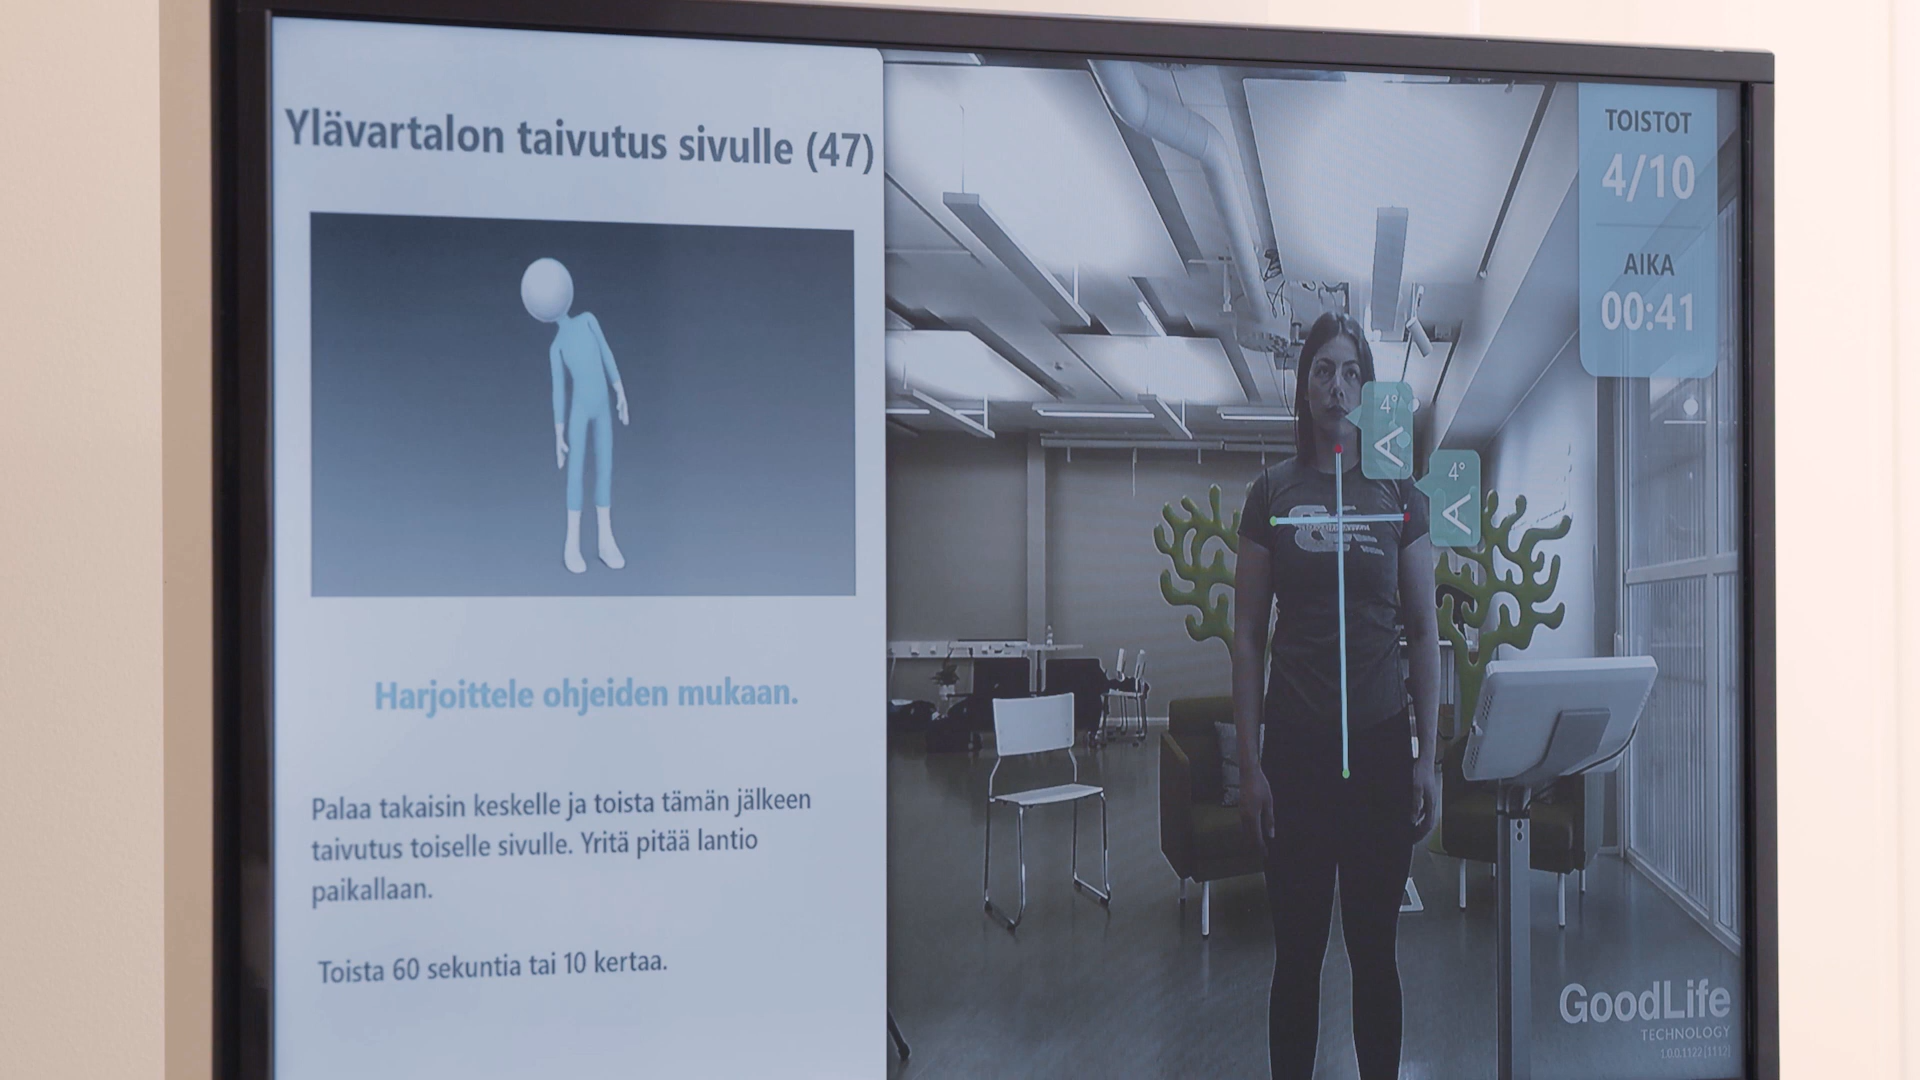 Ylävartalon taivutus sivulle (47)
Harjoittele ohjeiden mukaan.
Palaa takaisin keskelle ja toista tämän jälkeen
taivutus toiselle sivulle. Yritä pitää lantio
paikallaan.
Toista 60 sekuntia tai 10 kertaa.
TOISTOT
4/10
AIKA
00:41
4°
4°
GoodLife
TECHNOLOGY